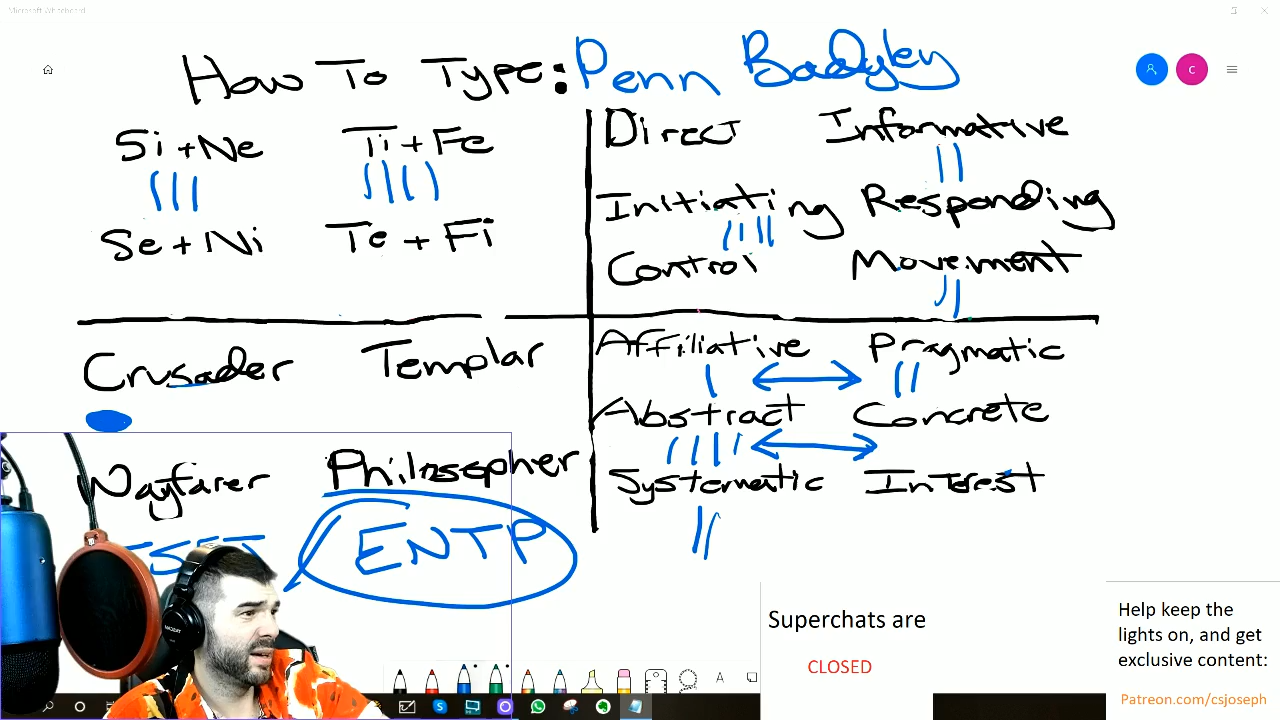 Microsoft Whiteboard
How To Type: Penn Badgley
C
Si + Ne Ti + Fe
Se + Ni Te + Fi
Direct Informative
Initiating Responding
Control Movement
Crusader Templar
Wayfarer Philosopher
ENTP
Affiliative Pragmatic
Abstract Concrete
Systematic Interest
Superchats are
CLOSED
Help keep the
lights on, and get
exclusive content:
Patreon.com/csjoseph